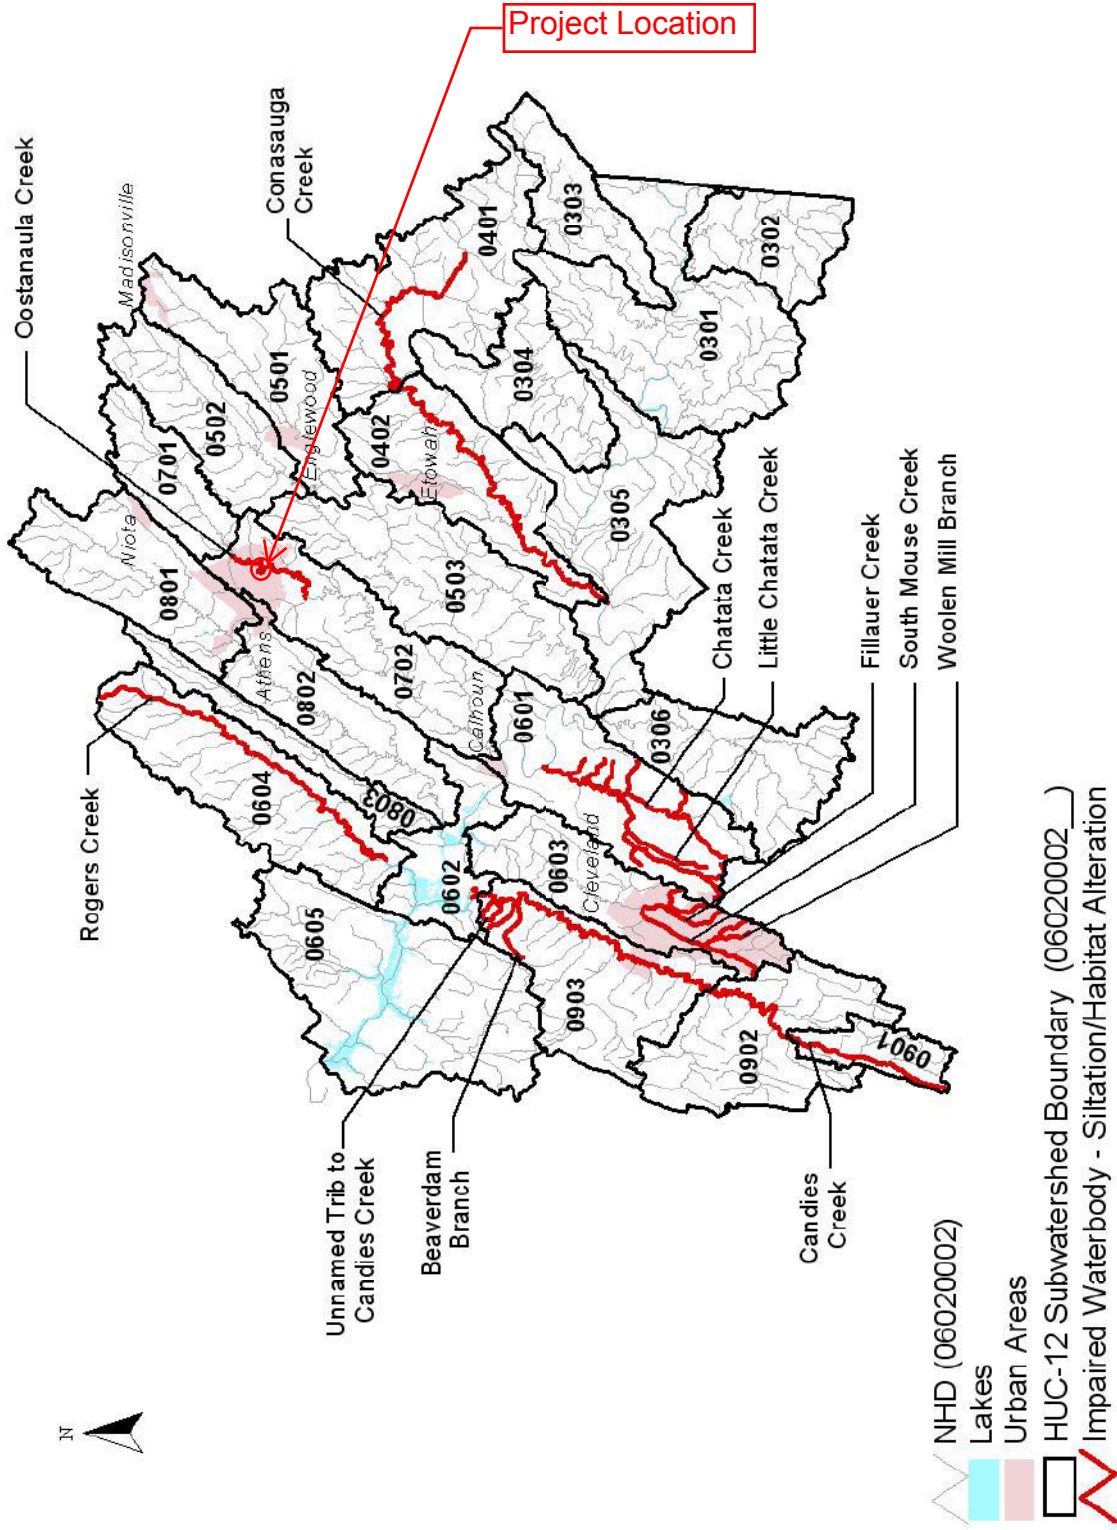 Project Location
Oostanaula Creek
Conasauga
Creek
Madisonville
Rogers Creek
Niota
Englewood
Etowah
Athens
Calhoun
Cleveland
0801
0701
0502
0501
0401
0303
0302
0301
0304
0402
0305
0503
0702
0802
0803
0604
0601
0306
0602
0603
0605
0903
0902
0901
Chatata Creek
Little Chatata Creek
Fillauer Creek
South Mouse Creek
Woolen Mill Branch
Unnamed Trib to
Candies Creek
Beaverdam
Branch
Candies
Creek
N
NHD (06020002)
Lakes
Urban Areas
HUC-12 Subwatershed Boundary (06020002__)
Impaired Waterbody - Siltation/Habitat Alteration